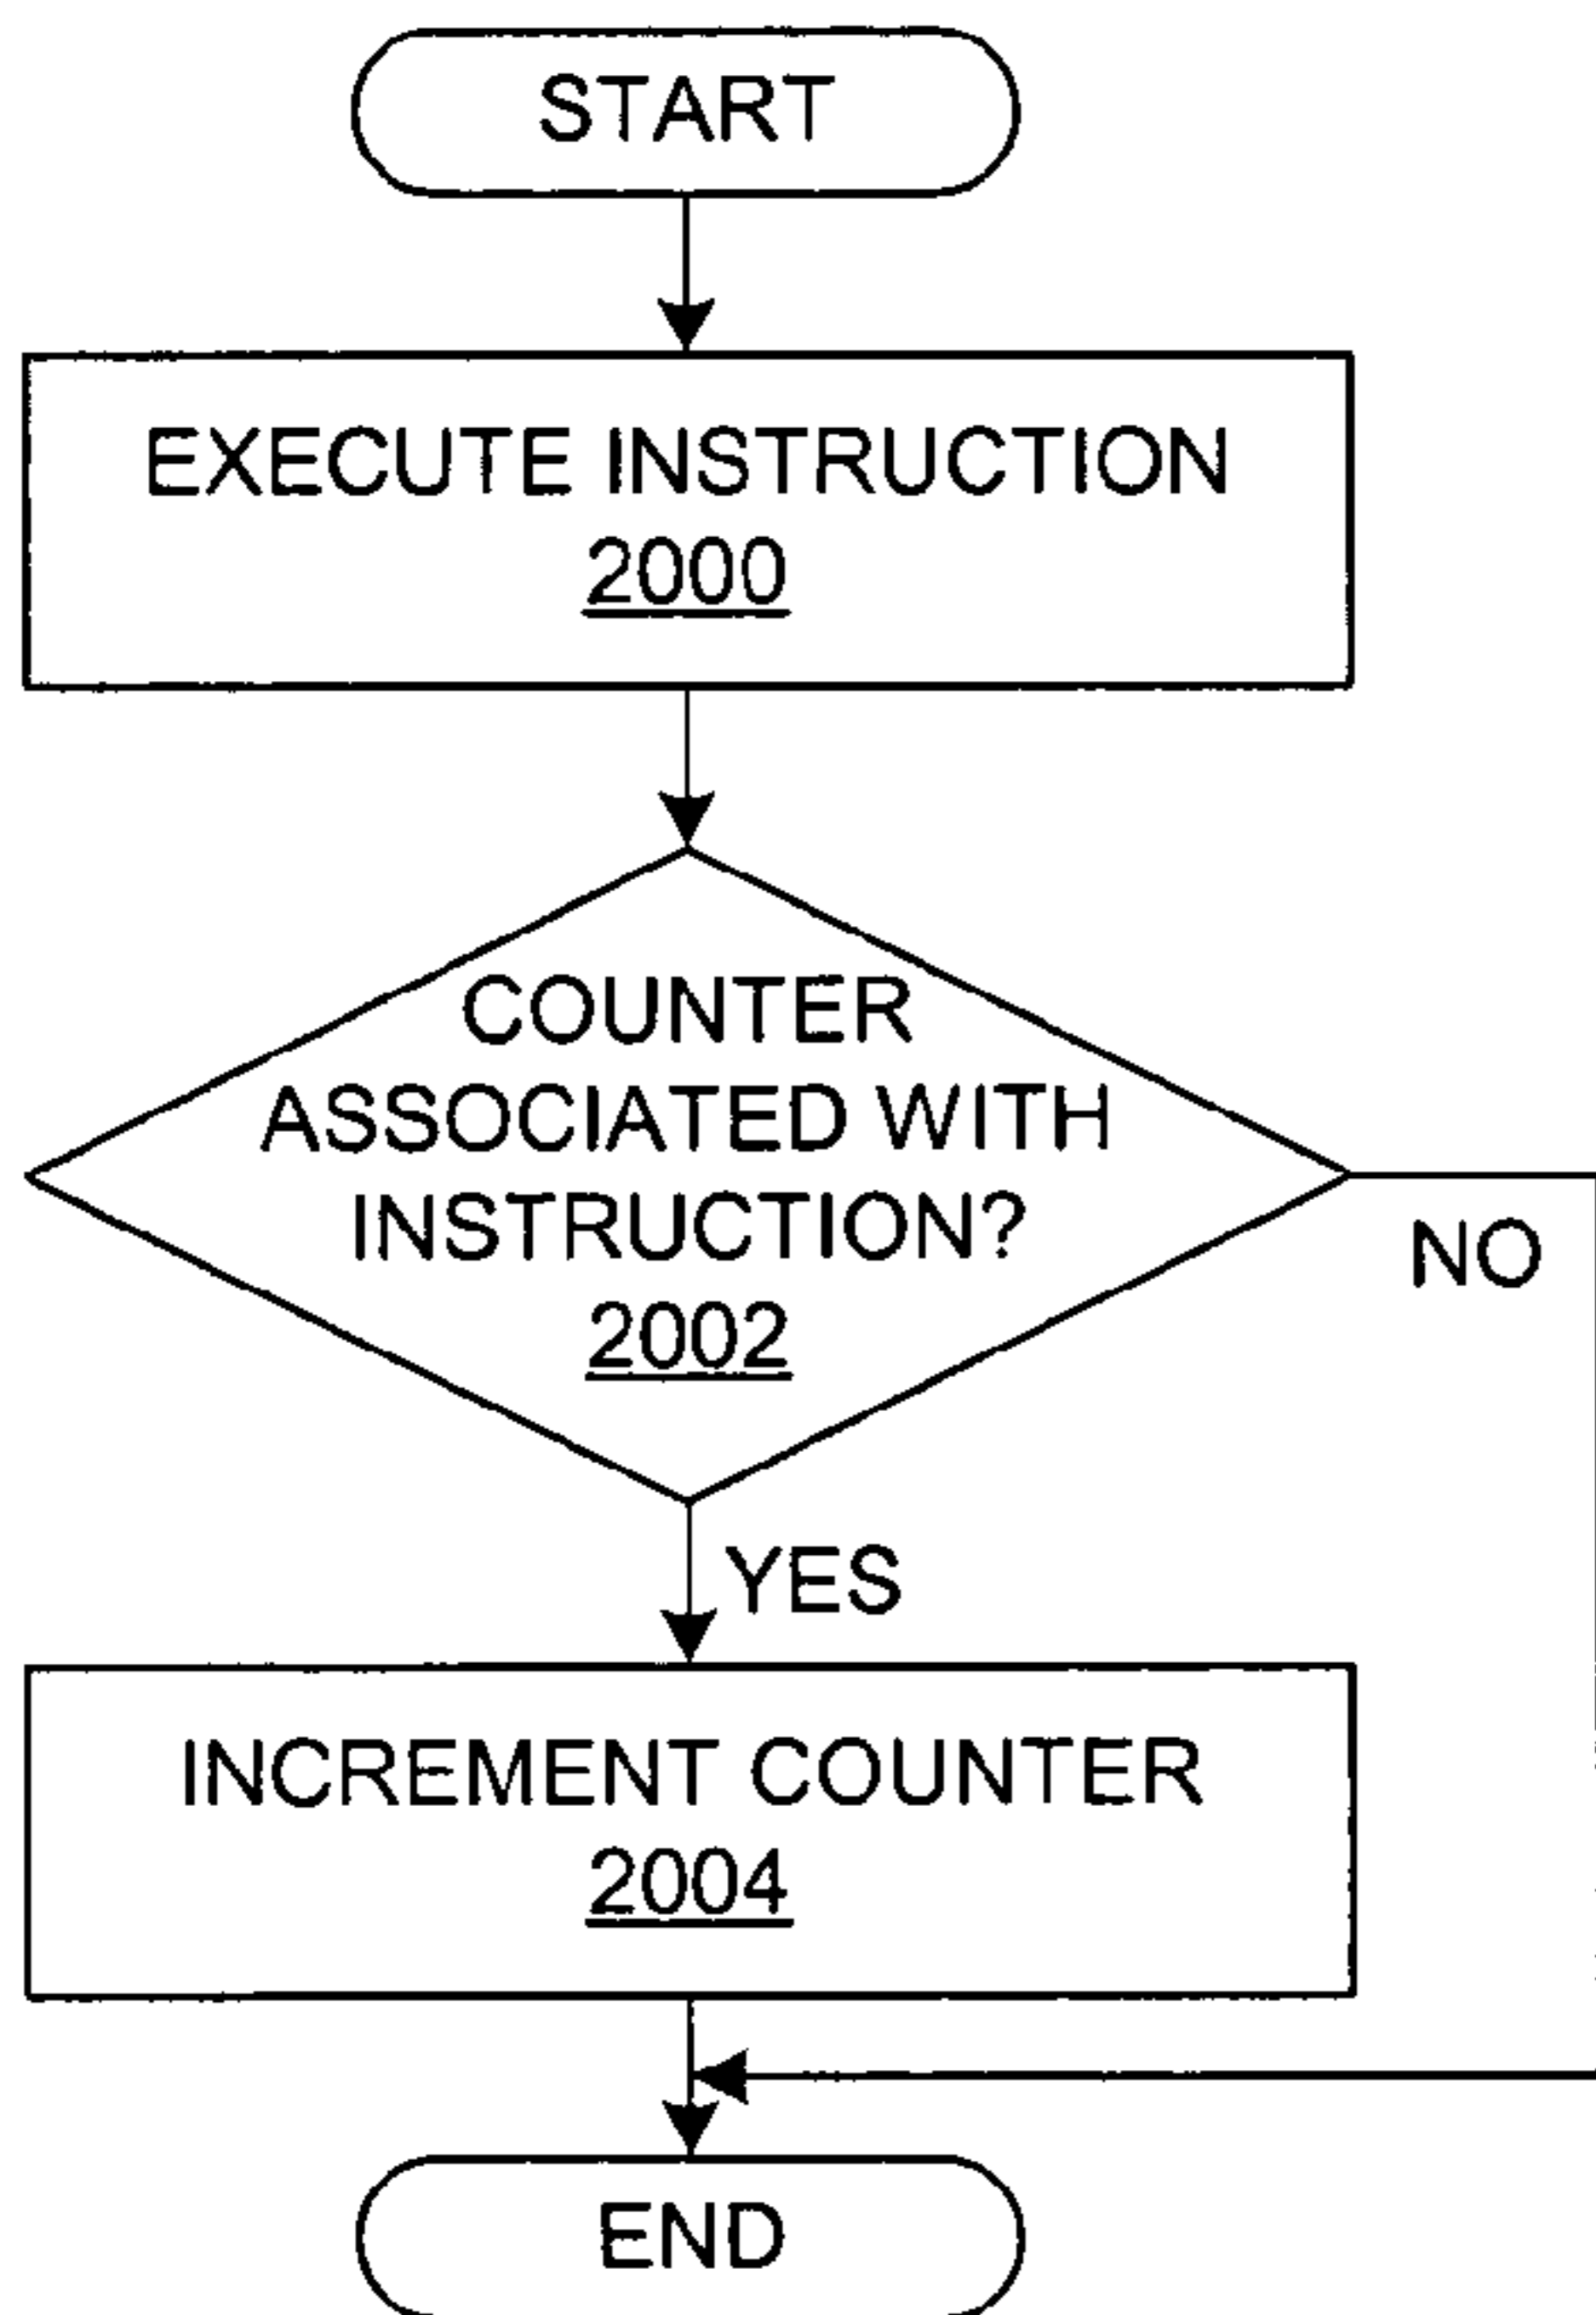 START
EXECUTE INSTRUCTION
2000
COUNTER
ASSOCIATED WITH
INSTRUCTION?
2002
NO
YES
INCREMENT COUNTER
2004
END